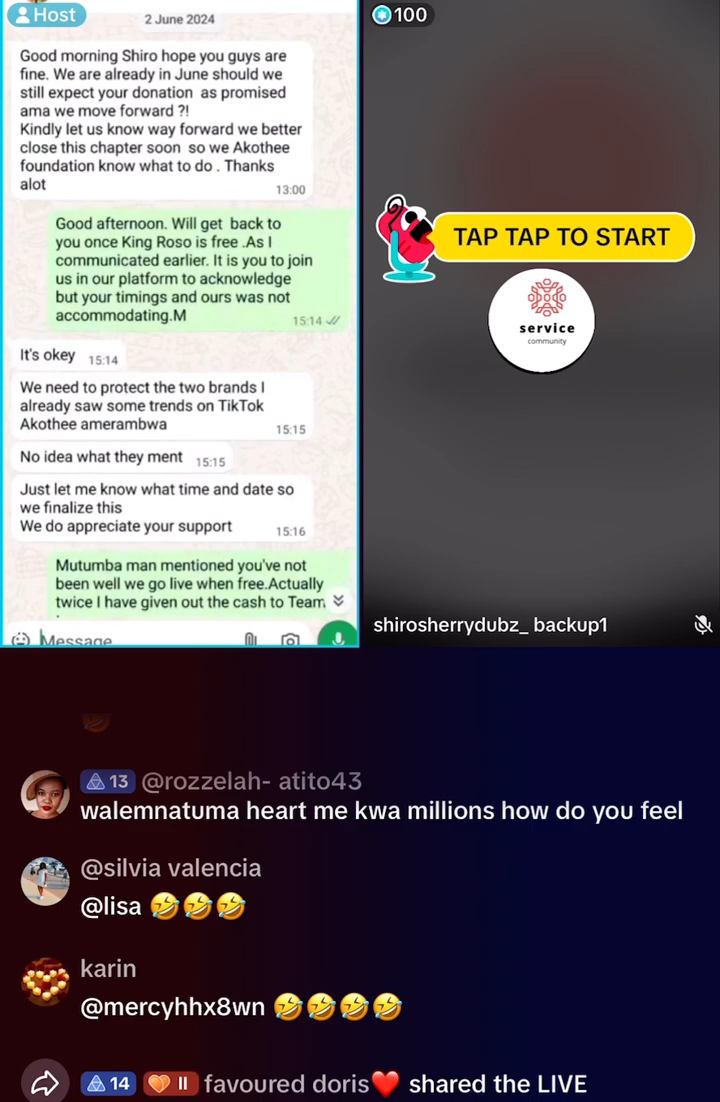 Host
2 June 2024
Good morning Shiro hope you guys are
fine. We are already in June should we
still expect your donation as promised
ama we move forward ?!
Kindly let us know way forward we better
close this chapter soon so we Akothee
foundation know what to do . Thanks
alot
13:00
Good afternoon. Will get back to
you once King Roso is free .As I
communicated earlier. It is you to join
us in our platform to acknowledge
but your timings and ours was not
accommodating.M
15:14
It's okey 15:14
We need to protect the two brands I
already saw some trends on TikTok
Akothee amerambwa
15:15
No idea what they ment 15:15
Just let me know what time and date so
we finalize this
We do appreciate your support
15:16
Mutumba man mentioned you've not
been well we go live when free.Actually
twice I have given out the cash to Team
Message
100
TAP TAP TO START
service
community
shirosherrydubz_ backup1
13 @rozzelah- atito43
walemnatuma heart me kwa millions how do you feel
@silvia valencia
@lisa 🤣🤣🤣
karin
@mercyhhx8wn 🤣🤣🤣🤣
14 II favoured doris❤️ shared the LIVE